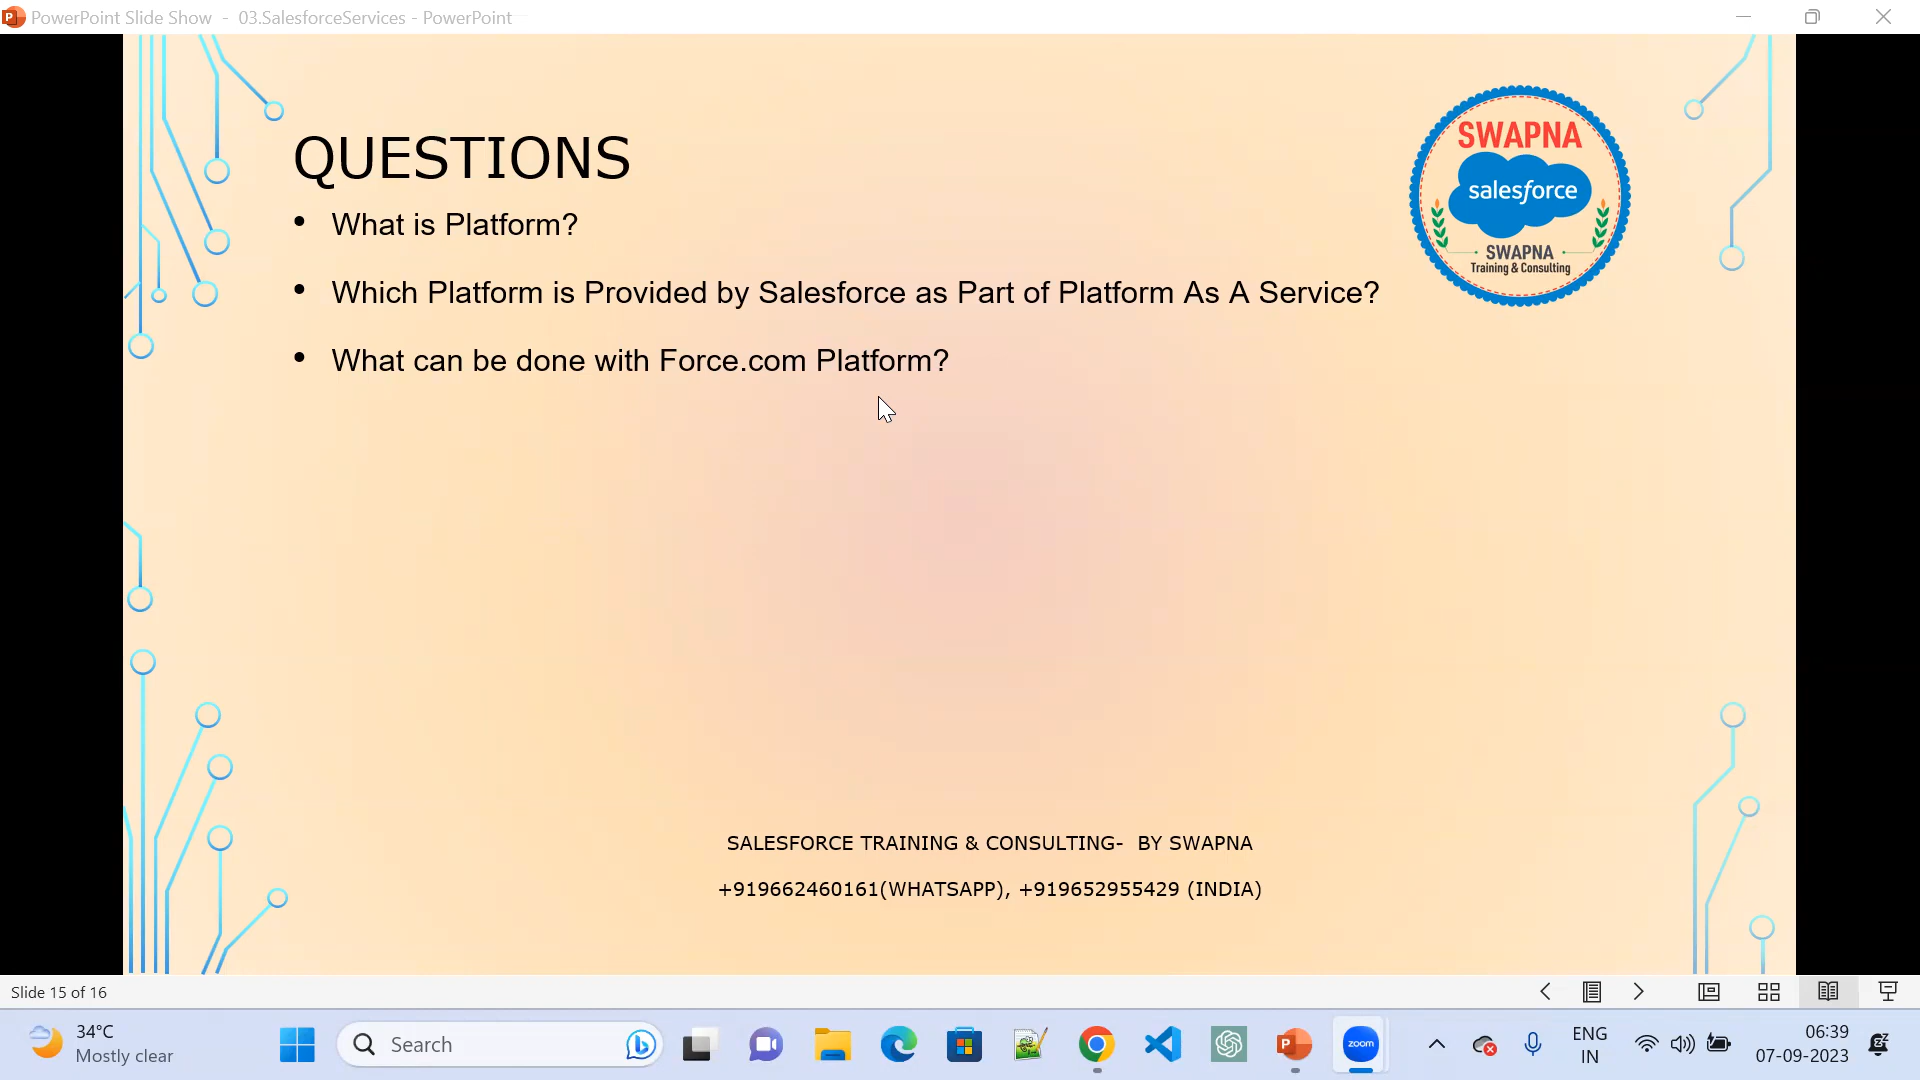 PowerPoint Slide Show - 03.SalesforceServices - PowerPoint
QUESTIONS
• What is Platform?
• Which Platform is Provided by Salesforce as Part of Platform As A Service?
• What can be done with Force.com Platform?
SWAPNA
salesforce
SWAPNA
Training & Consulting
SALESFORCE TRAINING & CONSULTING- BY SWAPNA
+919662460161(WHATSAPP), +919652955429 (INDIA)
Slide 15 of 16
34°C
Mostly clear
Search
zoom
ENG
IN
06:39
07-09-2023